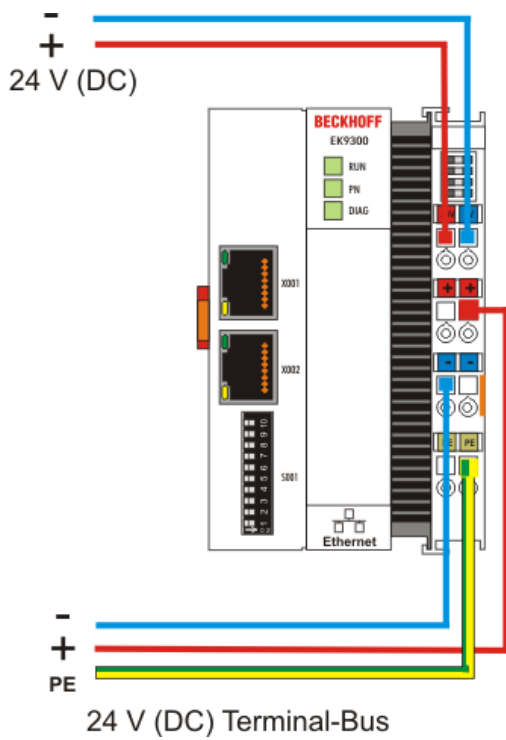 -
+
24 V (DC)
BECKHOFF
EK9300
RUN
PN
DIAG
X001
+ +
X002
- -
S001
1 2 3 4 5 6 7 8 9 10
PE
Ethernet
-
+
PE
24 V (DC) Terminal-Bus